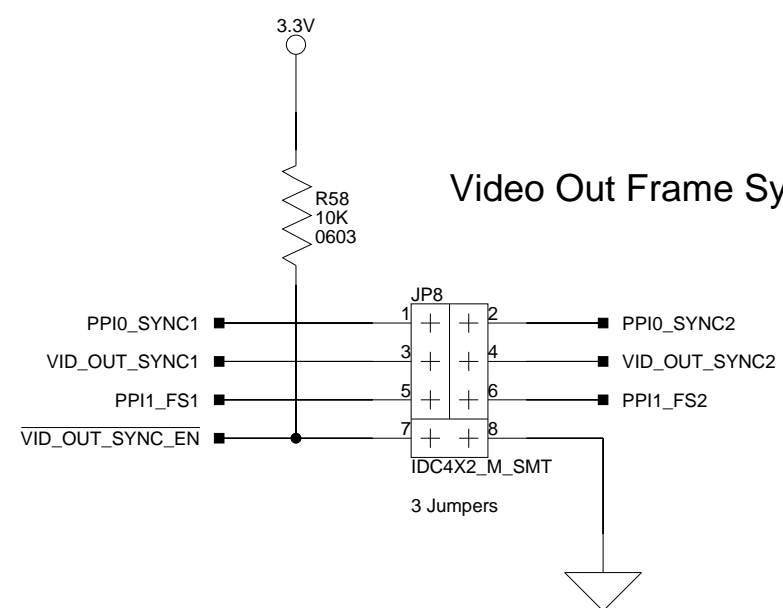 3.3V
R58
10K
0603
Video Out Frame Sy
JP8
PPI0_SYNC1 1 2 PPI0_SYNC2
VID_OUT_SYNC1 3 4 VID_OUT_SYNC2
PPI1_FS1 5 6 PPI1_FS2
VID_OUT_SYNC_EN 7 8
IDC4X2_M_SMT
3 Jumpers